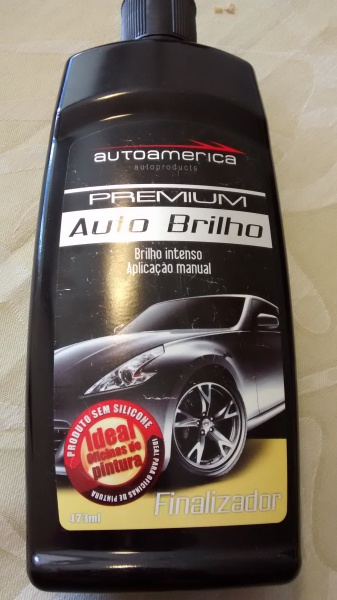 autoamerica
autoproducts
PREMIUM
Auto Brilho
Brilho intenso
Aplicação manual
PRODUTO SEM SILICONE
Ideal
oficinas de
pintura
IDEAL PARA OFICINAS DE PINTURA
Finalizador
473ml